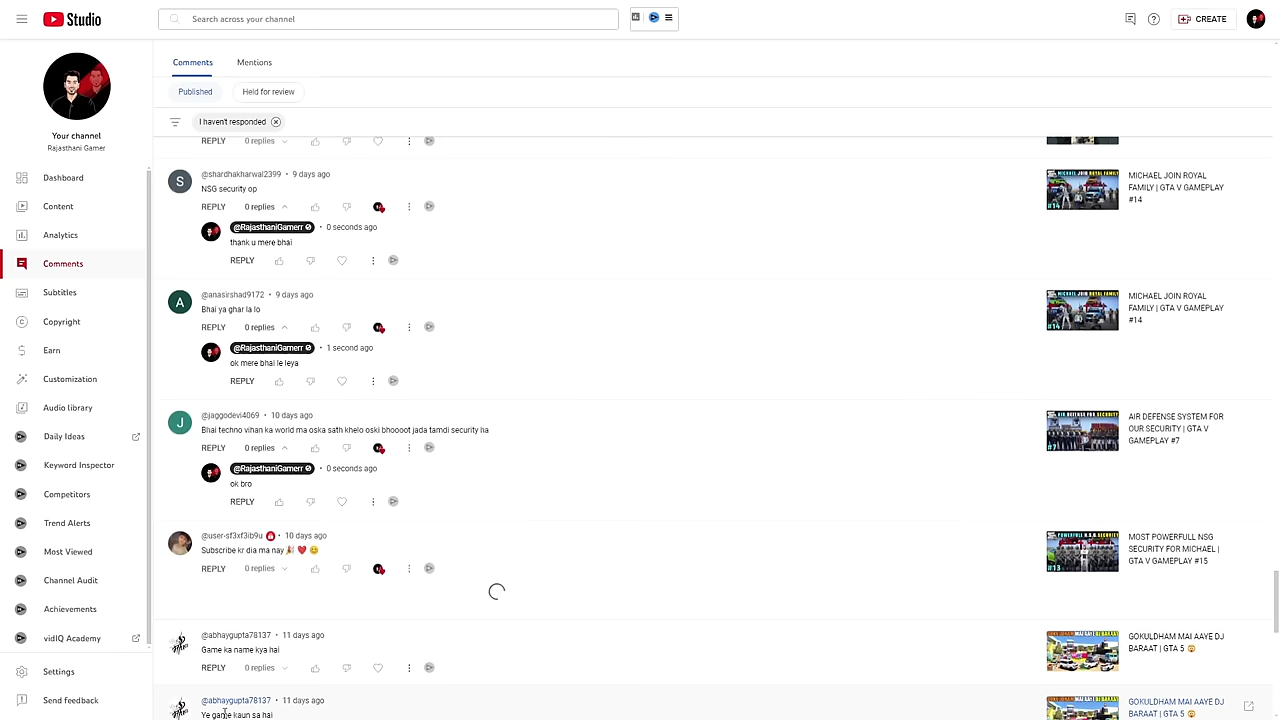 Studio
Search across your channel
CREATE
Your channel
Rajasthani Gamer
Dashboard
Content
Analytics
Comments
Subtitles
Copyright
Earn
Customization
Audio library
Daily Ideas
Keyword Inspector
Competitors
Trend Alerts
Most Viewed
Channel Audit
Achievements
vidIQ Academy
Settings
Send feedback
Comments Mentions
Published Held for review
I haven't responded
REPLY 0 replies
@shardhakharwal2399 • 9 days ago
NSG security op
REPLY 0 replies
@RajasthaniGamerr • 0 seconds ago
thank u mere bhai
REPLY
MICHAEL JOIN ROYAL
FAMILY | GTA V GAMEPLAY
#14
@anasirshad9172 • 9 days ago
Bhai ya ghar la lo
REPLY 0 replies
@RajasthaniGamerr • 1 second ago
ok mere bhai le leya
REPLY
MICHAEL JOIN ROYAL
FAMILY | GTA V GAMEPLAY
#14
@jaggodevi4069 • 10 days ago
Bhai techno vihan ka world ma oska sath khelo oski bhoooot jada tamdi security ha
REPLY 0 replies
@RajasthaniGamerr • 0 seconds ago
ok bro
REPLY
AIR DEFENSE SYSTEM FOR
OUR SECURITY | GTA V
GAMEPLAY #7
@user-sf3xf3ib9u • 10 days ago
Subscribe kr dia ma nay 🎉 ❤️ 😊
REPLY 0 replies
MOST POWERFULL NSG
SECURITY FOR MICHAEL |
GTA V GAMEPLAY #15
@abhaygupta78137 • 11 days ago
Game ka name kya hai
REPLY 0 replies
GOKULDHAM MAI AAYE DJ
BARAAT | GTA 5 😱
@abhaygupta78137 • 11 days ago
Ye game kaun sa hai
GOKULDHAM MAI AAYE DJ
BARAAT | GTA 5 😱